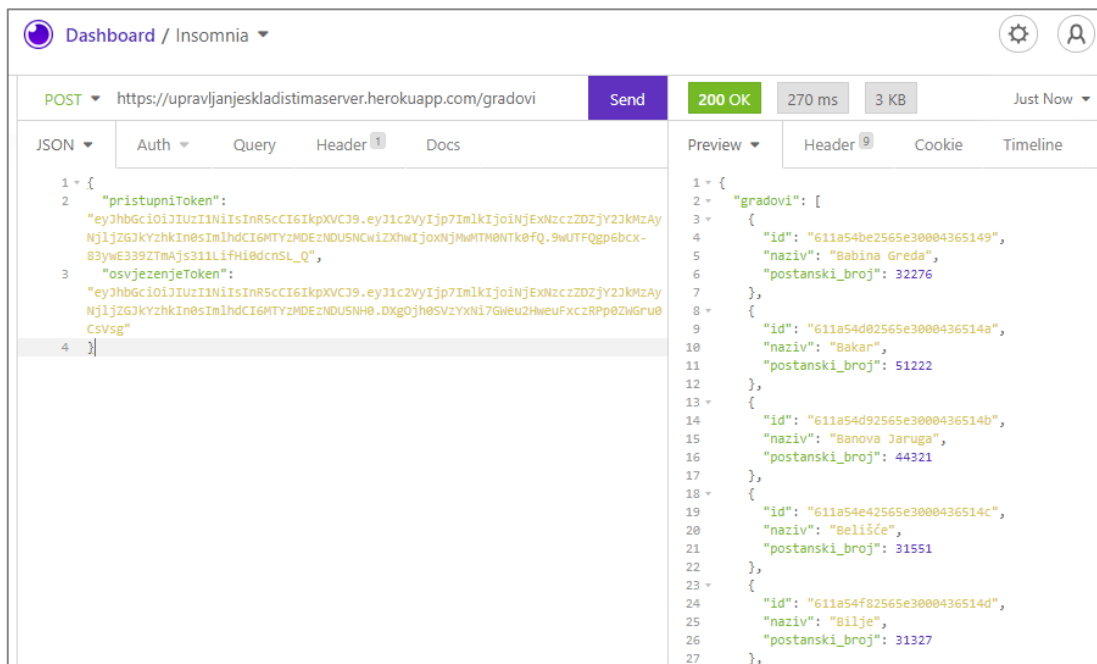 Dashboard / Insomnia
POST https://upravljanjeskladistimaserver.herokuapp.com/gradovi Send 200 OK 270 ms 3 KB Just Now
JSON Auth Query Header 1 Docs Preview Header 9 Cookie Timeline
1 {
2 "pristupniToken":
"eyJhbGciOiJIUzI1NiIsInR5cCI6IkpXVCJ9.eyJ1c2VyIjp7ImlkIjoiNjExNzczZDZjY2JkMzAy
NjljZGJkYzhkIn0sImlhdCI6MTYzMDEzNDU5NCwiZXhwIjoxNjMwMTM0NTk0fQ.9wUTFQgp6bcx-
83ywE339ZTmAjs311LifHi0dcnSL_Q",
3 "osvjezenjeToken":
"eyJhbGciOiJIUzI1NiIsInR5cCI6IkpXVCJ9.eyJ1c2VyIjp7ImlkIjoiNjExNzczZDZjY2JkMzAy
NjljZGJkYzhkIn0sImlhdCI6MTYzMDEzNDU5NH0.DXgOjh0SVzYxNi7GWeu2HweuFxczRPp0ZWGru0
CsVsg"
4 }
1 {
2 "gradovi": [
3 {
4 "id": "611a54be2565e30004365149",
5 "naziv": "Babina Greda",
6 "postanski_broj": 32276
7 },
8 {
9 "id": "611a54d02565e3000436514a",
10 "naziv": "Bakar",
11 "postanski_broj": 51222
12 },
13 {
14 "id": "611a54d92565e3000436514b",
15 "naziv": "Banova Jaruga",
16 "postanski_broj": 44321
17 },
18 {
19 "id": "611a54e42565e3000436514c",
20 "naziv": "Belišće",
21 "postanski_broj": 31551
22 },
23 {
24 "id": "611a54f82565e3000436514d",
25 "naziv": "Bilje",
26 "postanski_broj": 31327
27 },